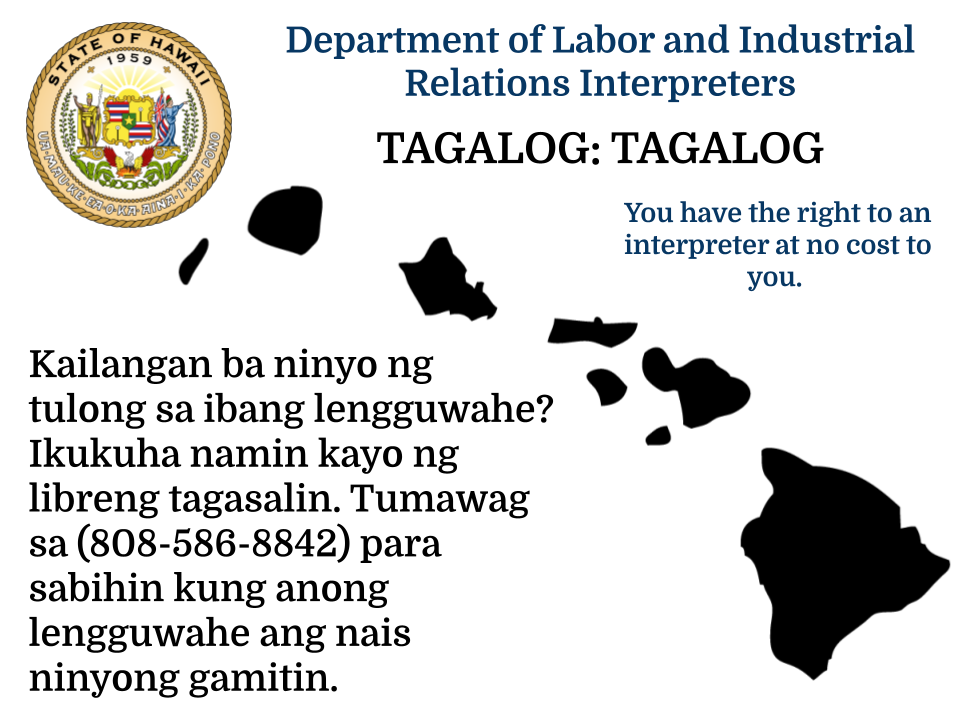 STATE OF HAWAII
1959
UA·MAU·KE·EA·O·KA·AINA·I·KA·PONO
Department of Labor and Industrial
Relations Interpreters
TAGALOG: TAGALOG
You have the right to an
interpreter at no cost to
you.
Kailangan ba ninyo ng
tulong sa ibang lengguwahe?
Ikukuha namin kayo ng
libreng tagasalin. Tumawag
sa (808-586-8842) para
sabihin kung anong
lengguwahe ang nais
ninyong gamitin.